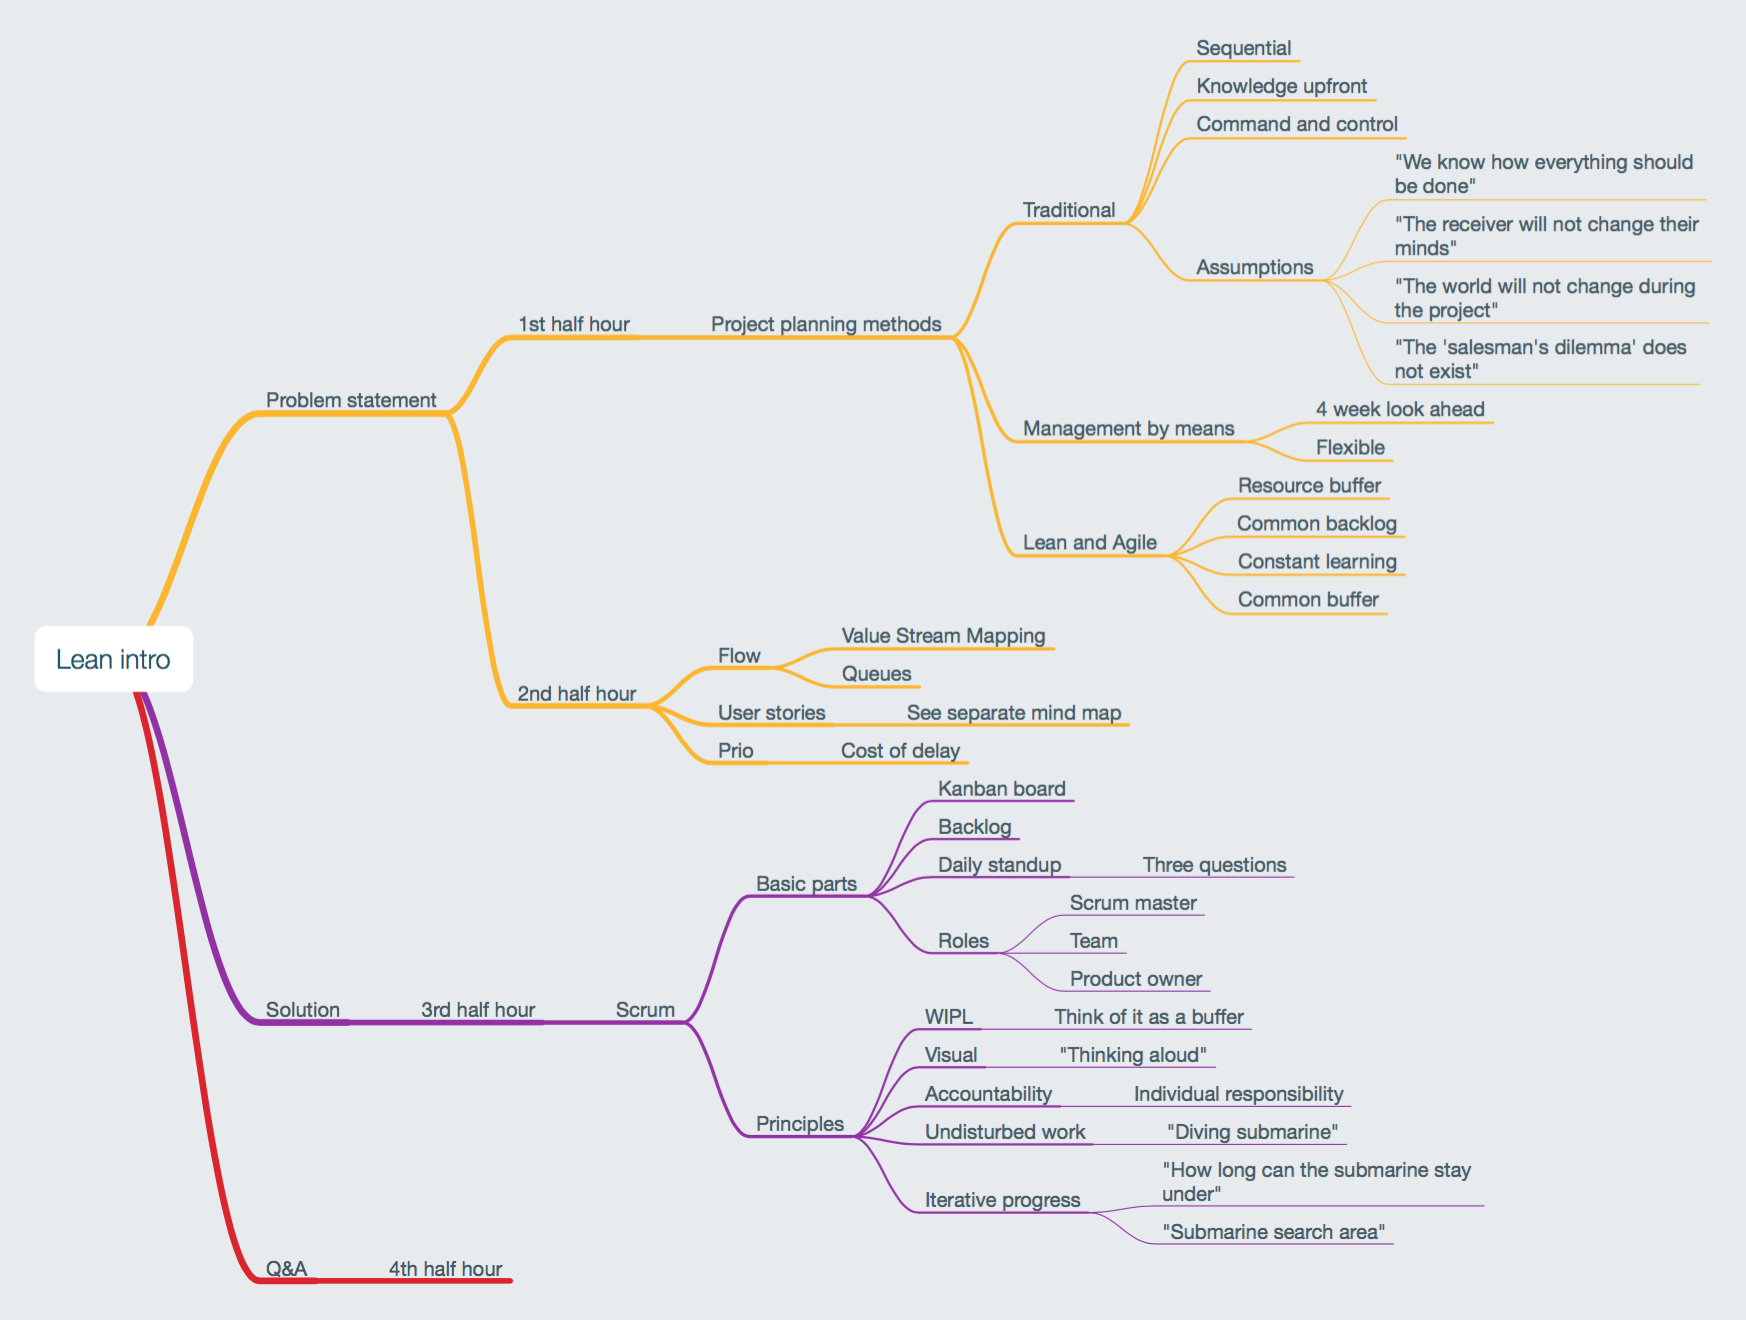 Lean intro
Problem statement
1st half hour
Project planning methods
Traditional
Sequential
Knowledge upfront
Command and control
Assumptions
"We know how everything should
be done"
"The receiver will not change their
minds"
"The world will not change during
the project"
"The 'salesman's dilemma' does
not exist"
Management by means
4 week look ahead
Flexible
Lean and Agile
Resource buffer
Common backlog
Constant learning
Common buffer
2nd half hour
Flow
Value Stream Mapping
Queues
User stories
See separate mind map
Prio
Cost of delay
Solution
3rd half hour
Scrum
Basic parts
Kanban board
Backlog
Daily standup
Three questions
Roles
Scrum master
Team
Product owner
Principles
WIPL
Think of it as a buffer
Visual
"Thinking aloud"
Accountability
Individual responsibility
Undisturbed work
"Diving submarine"
Iterative progress
"How long can the submarine stay
under"
"Submarine search area"
Q&A
4th half hour